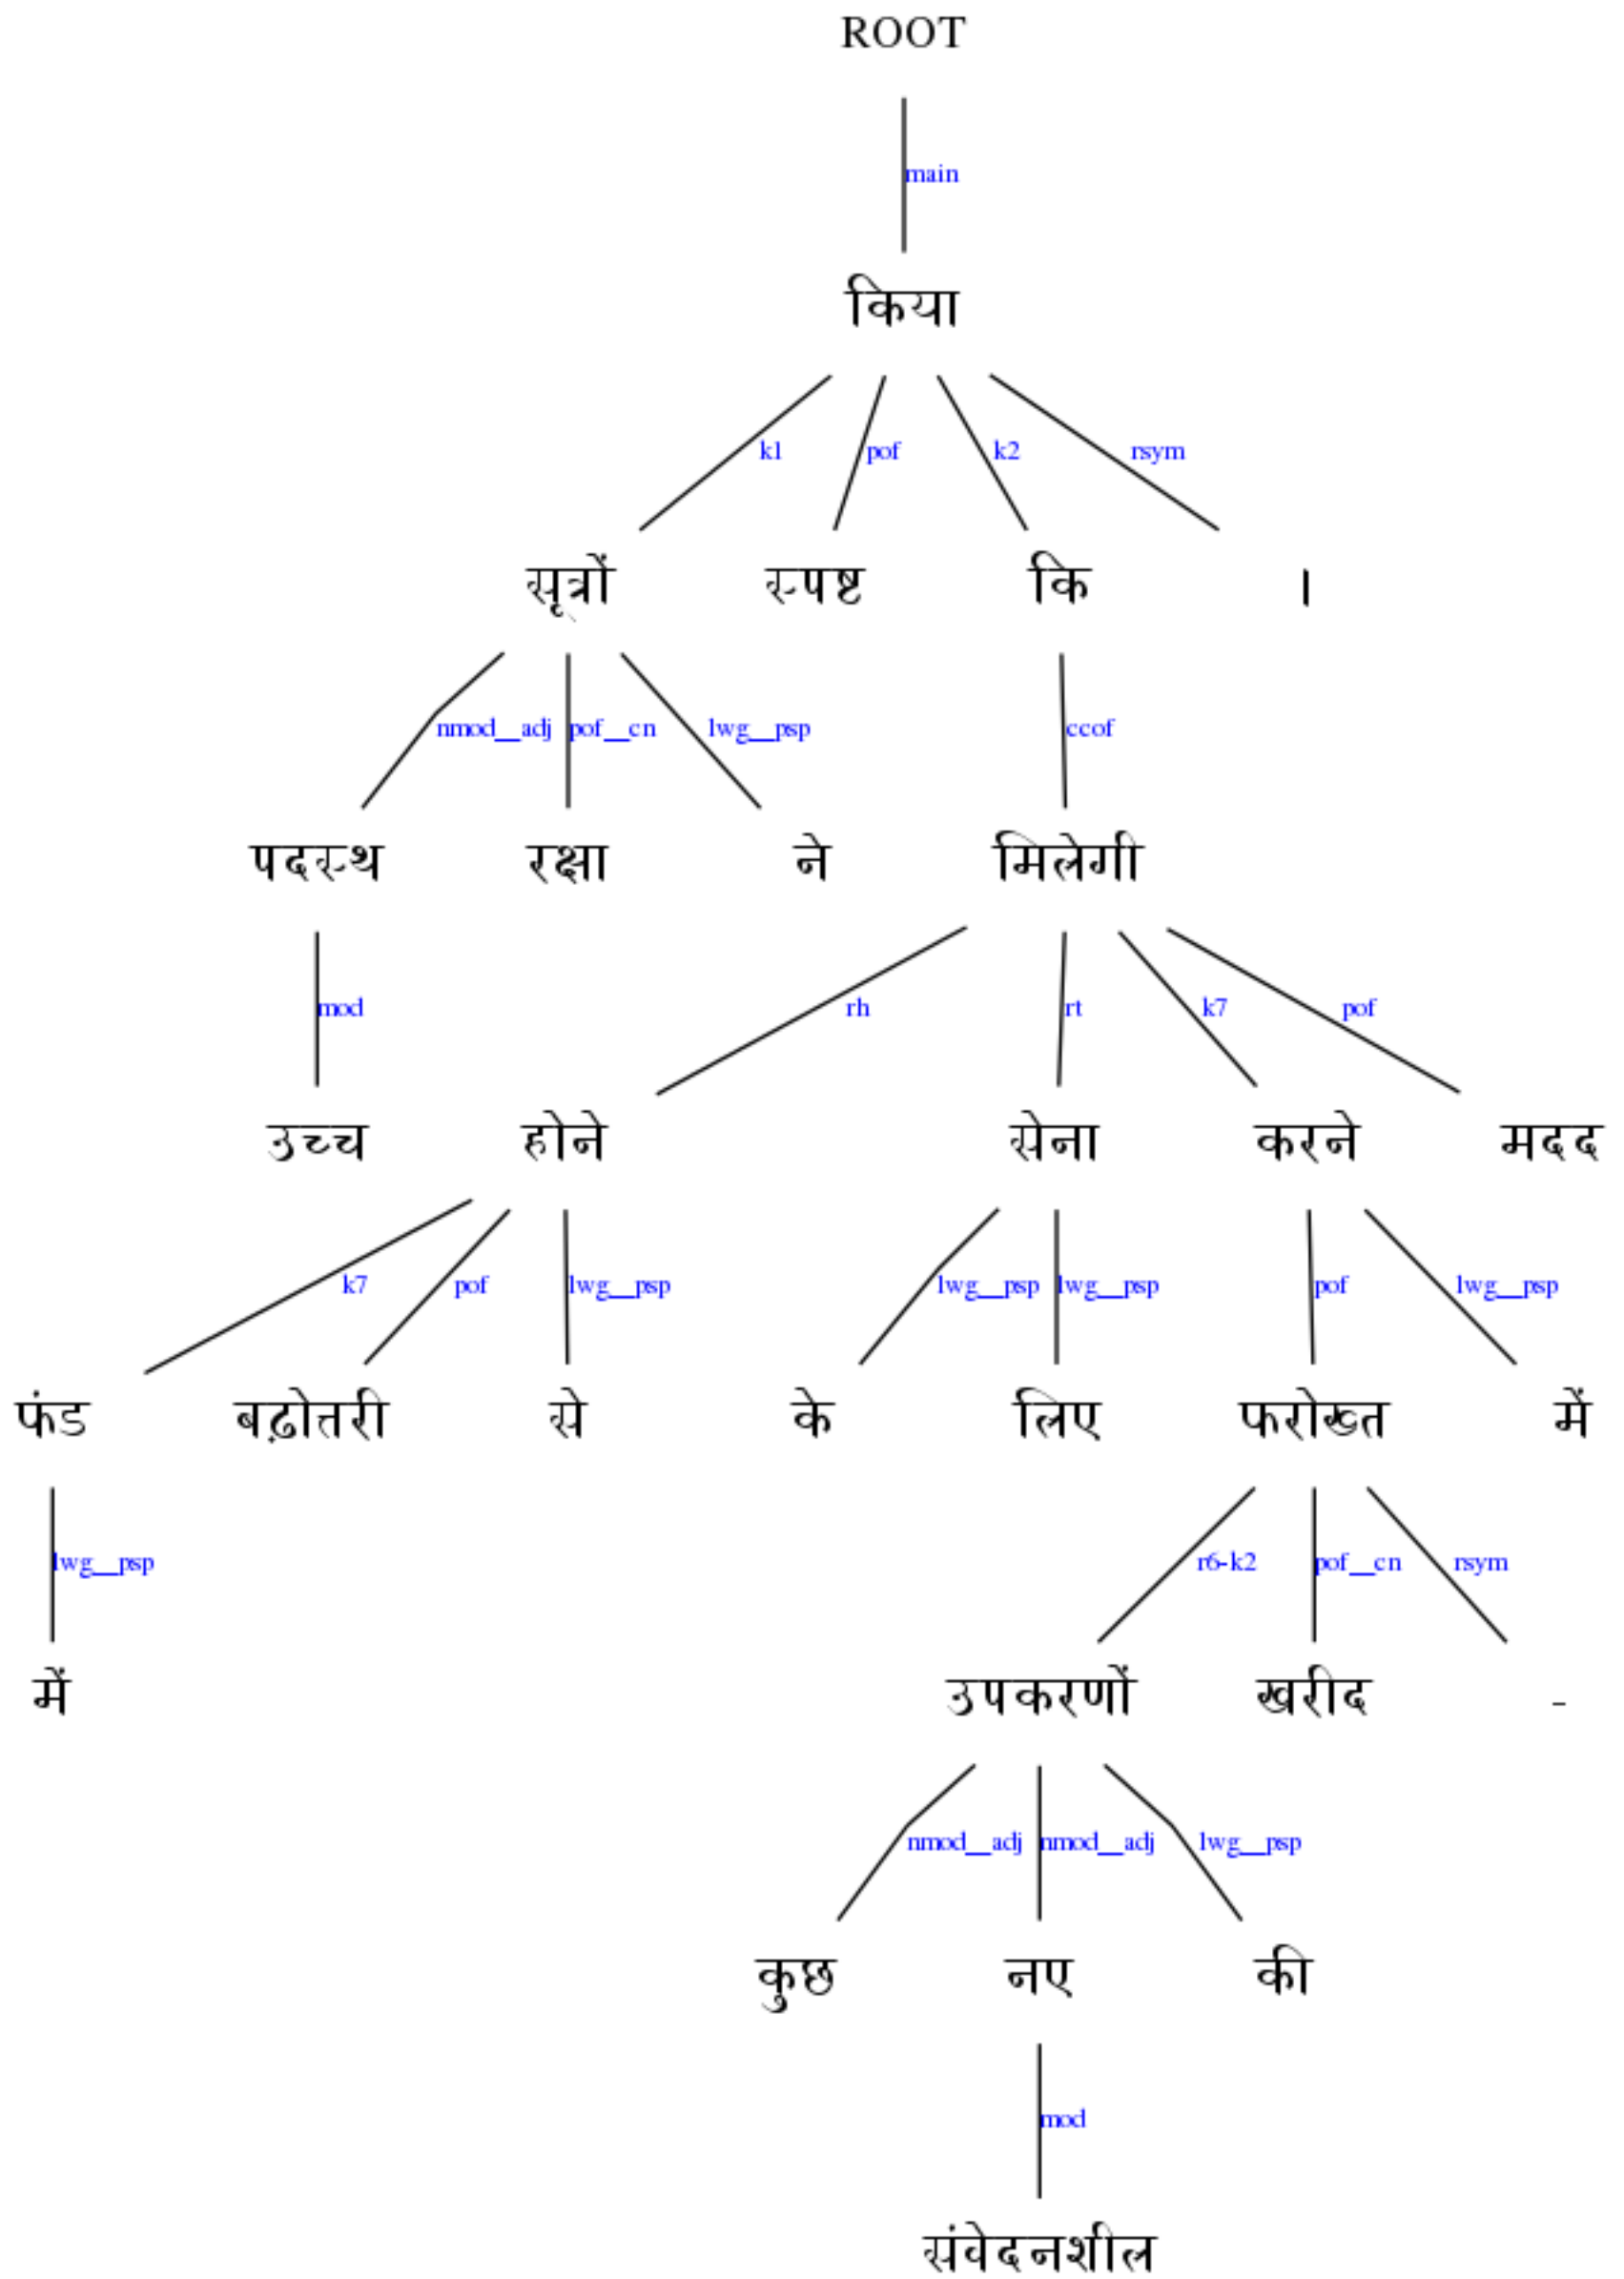 ROOT
main
किया
k1 pof k2 rsym
सूत्रों स्पष्ट कि ।
nmod__adj pof__cn lwg__psp ccof
पदस्थ रक्षा ने मिलेगी
mod rh rt k7 pof
उच्च होने सेना करने मदद
k7 pof lwg__psp lwg__psp lwg__psp pof lwg__psp
फंड बढ़ोत्तरी से के लिए फरोख्त में
lwg__psp r6-k2 pof__cn rsym
में उपकरणों खरीद -
nmod__adj nmod__adj lwg__psp
कुछ नए की
mod
संवेदनशील